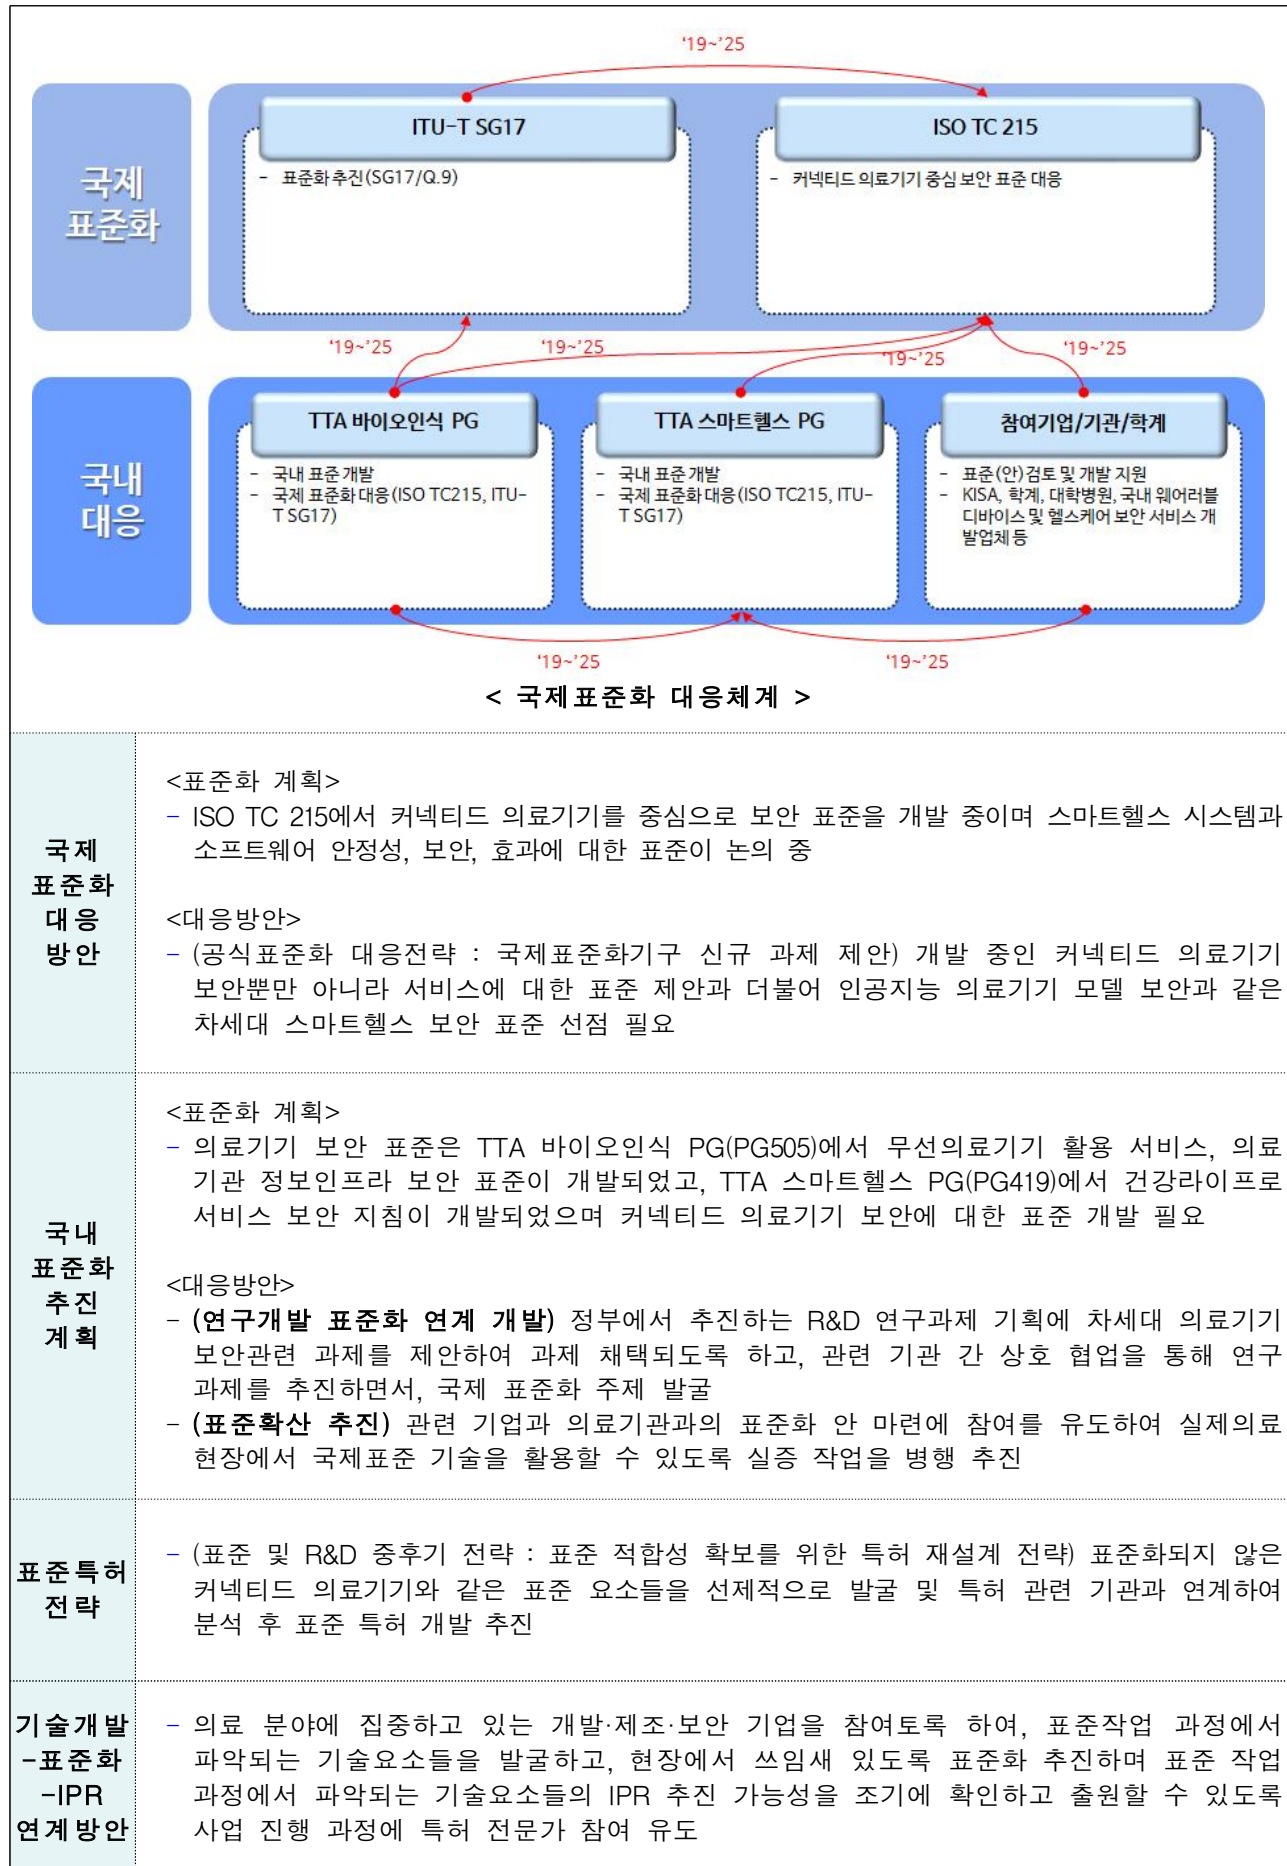 '19~'25
국제
표준화
ITU-T SG17
- 표준화 추진(SG17/Q.9)
ISO TC 215
- 커넥티드 의료기기 중심 보안 표준 대응
'19~'25
'19~'25
'19~'25
'19~'25
국내
대응
TTA 바이오인식 PG
- 국내 표준 개발
- 국제 표준화 대응(ISO TC215, ITU-
T SG17)
TTA 스마트헬스 PG
- 국내 표준 개발
- 국제 표준화 대응(ISO TC215, ITU-
T SG17)
참여기업/기관/학계
- 표준(안)검토 및 개발 지원
- KISA, 학계, 대학병원, 국내 웨어러블
디바이스 및 헬스케어 보안 서비스 개
발업체 등
'19~'25
'19~'25
< 국제표준화 대응체계 >
국제
표준화
대응
방안
<표준화 계획>
- ISO TC 215에서 커넥티드 의료기기를 중심으로 보안 표준을 개발 중이며 스마트헬스 시스템과
소프트웨어 안정성, 보안, 효과에 대한 표준이 논의 중
<대응방안>
- (공식표준화 대응전략 : 국제표준화기구 신규 과제 제안) 개발 중인 커넥티드 의료기기
보안뿐만 아니라 서비스에 대한 표준 제안과 더불어 인공지능 의료기기 모델 보안과 같은
차세대 스마트헬스 보안 표준 선점 필요
국내
표준화
추진
계획
<표준화 계획>
- 의료기기 보안 표준은 TTA 바이오인식 PG(PG505)에서 무선의료기기 활용 서비스, 의료
기관 정보인프라 보안 표준이 개발되었고, TTA 스마트헬스 PG(PG419)에서 건강라이프로
서비스 보안 지침이 개발되었으며 커넥티드 의료기기 보안에 대한 표준 개발 필요
<대응방안>
- (연구개발 표준화 연계 개발) 정부에서 추진하는 R&D 연구과제 기획에 차세대 의료기기
보안관련 과제를 제안하여 과제 채택되도록 하고, 관련 기관 간 상호 협업을 통해 연구
과제를 추진하면서, 국제 표준화 주제 발굴
- (표준확산 추진) 관련 기업과 의료기관과의 표준화 안 마련에 참여를 유도하여 실제의료
현장에서 국제표준 기술을 활용할 수 있도록 실증 작업을 병행 추진
표준특허
전략
- (표준 및 R&D 중후기 전략 : 표준 적합성 확보를 위한 특허 재설계 전략) 표준화되지 않은
커넥티드 의료기기와 같은 표준 요소들을 선제적으로 발굴 및 특허 관련 기관과 연계하여
분석 후 표준 특허 개발 추진
기술개발
-표준화
-IPR
연계방안
- 의료 분야에 집중하고 있는 개발·제조·보안 기업을 참여토록 하여, 표준작업 과정에서
파악되는 기술요소들을 발굴하고, 현장에서 쓰임새 있도록 표준화 추진하며 표준 작업
과정에서 파악되는 기술요소들의 IPR 추진 가능성을 조기에 확인하고 출원할 수 있도록
사업 진행 과정에 특허 전문가 참여 유도